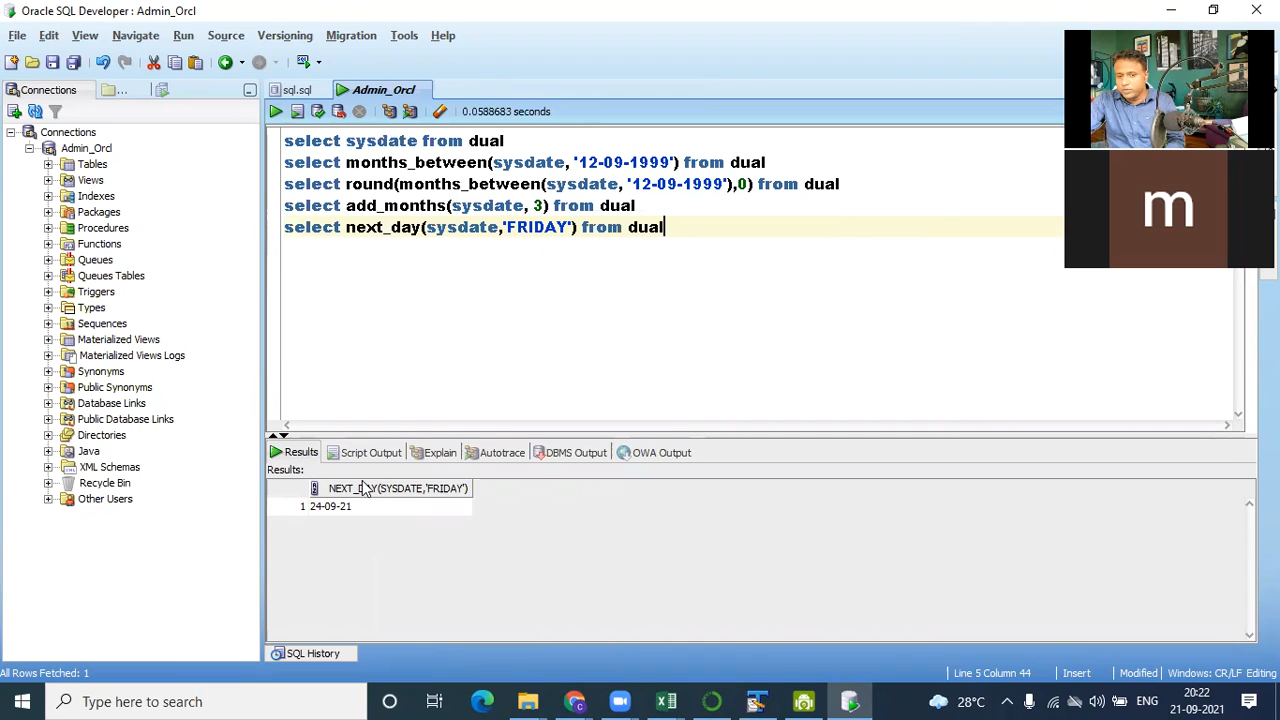 Oracle SQL Developer : Admin_Orcl
File Edit View Navigate Run Source Versioning Migration Tools Help
Connections
...
sql.sql
Admin_Orcl
0.0588683 seconds
Connections
Admin_Orcl
Tables
Views
Indexes
Packages
Procedures
Functions
Queues
Queues Tables
Triggers
Types
Sequences
Materialized Views
Materialized Views Logs
Synonyms
Public Synonyms
Database Links
Public Database Links
Directories
Java
XML Schemas
Recycle Bin
Other Users
select sysdate from dual
select months_between(sysdate, '12-09-1999') from dual
select round(months_between(sysdate, '12-09-1999'),0) from dual
select add_months(sysdate, 3) from dual
select next_day(sysdate,'FRIDAY') from dual
m
Results Script Output Explain Autotrace DBMS Output OWA Output
Results:
NEXT_DAY(SYSDATE,'FRIDAY')
1 24-09-21
SQL History
All Rows Fetched: 1
Line 5 Column 44 Insert Modified Windows: CR/LF Editing
Type here to search
28°C
ENG
20:22
21-09-2021